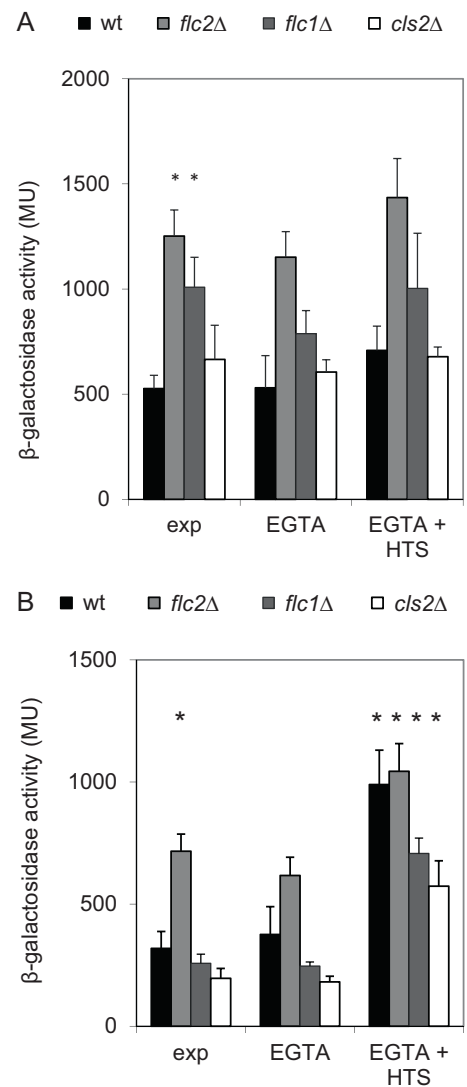 A
wt flc2Δ flc1Δ cls2Δ
2000
1500
1000
500
0
β-galactosidase activity (MU)
* *
exp EGTA EGTA +
HTS
B
wt flc2Δ flc1Δ cls2Δ
1500
1000
500
0
β-galactosidase activity (MU)
*
* * * *
exp EGTA EGTA +
HTS